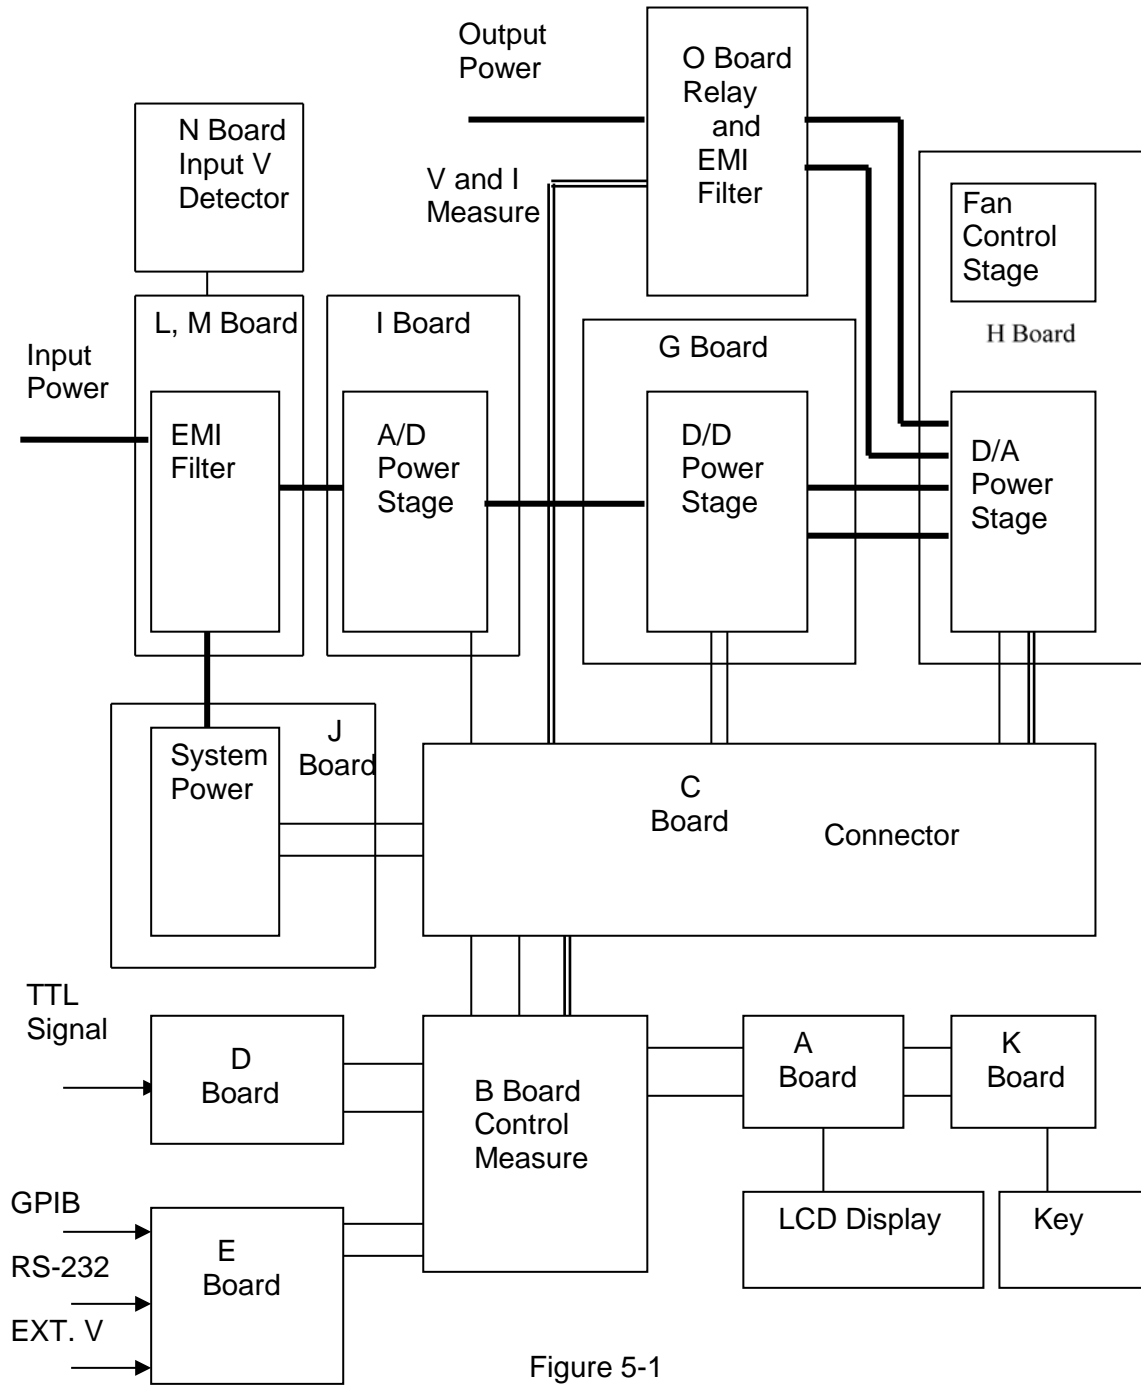 Output
Power
O Board
Relay
and
EMI
Filter
N Board
Input V
Detector
V and I
Measure
Fan
Control
Stage
H Board
L, M Board
I Board
G Board
Input
Power
EMI
Filter
A/D
Power
Stage
D/D
Power
Stage
D/A
Power
Stage
J
Board
System
Power
C
Board
Connector
TTL
Signal
D
Board
B Board
Control
Measure
A
Board
K
Board
GPIB
RS-232
EXT. V
E
Board
LCD Display
Key
Figure 5-1